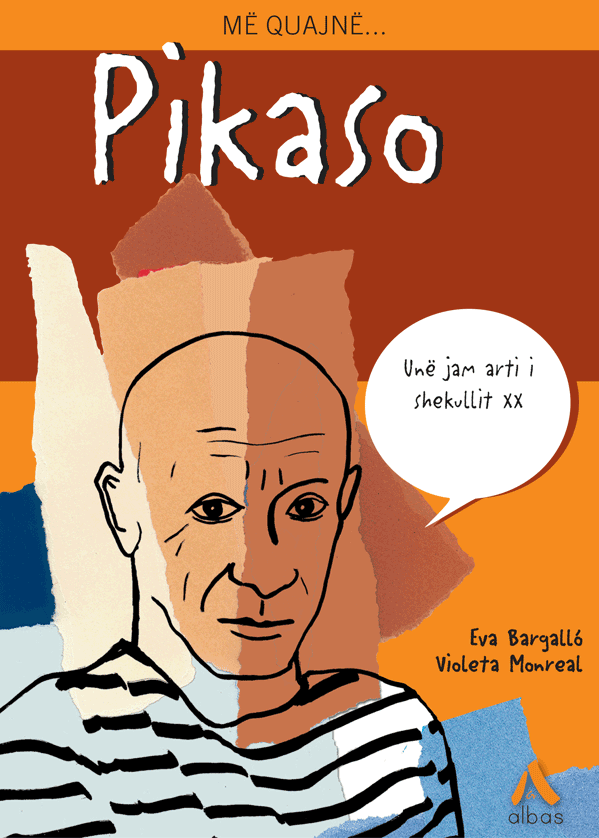 MË QUAJNË...
Pikaso
Unë jam arti i
shekullit XX
Eva Bargalló
Violeta Monreal
albas